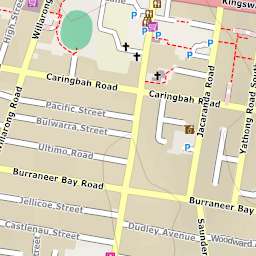 Kingsw
High Street
Willarong
Caringbah Road
Caringbah Road
Pacific Street
Bulwarra Street
Ultimo Road
Burraneer Bay Road
Burraneer Bay
Jacaranda Road
Yathong Road Sou
Jellicoe Street
Castlenau Street
Dudley Avenue
Woodward
Saunder